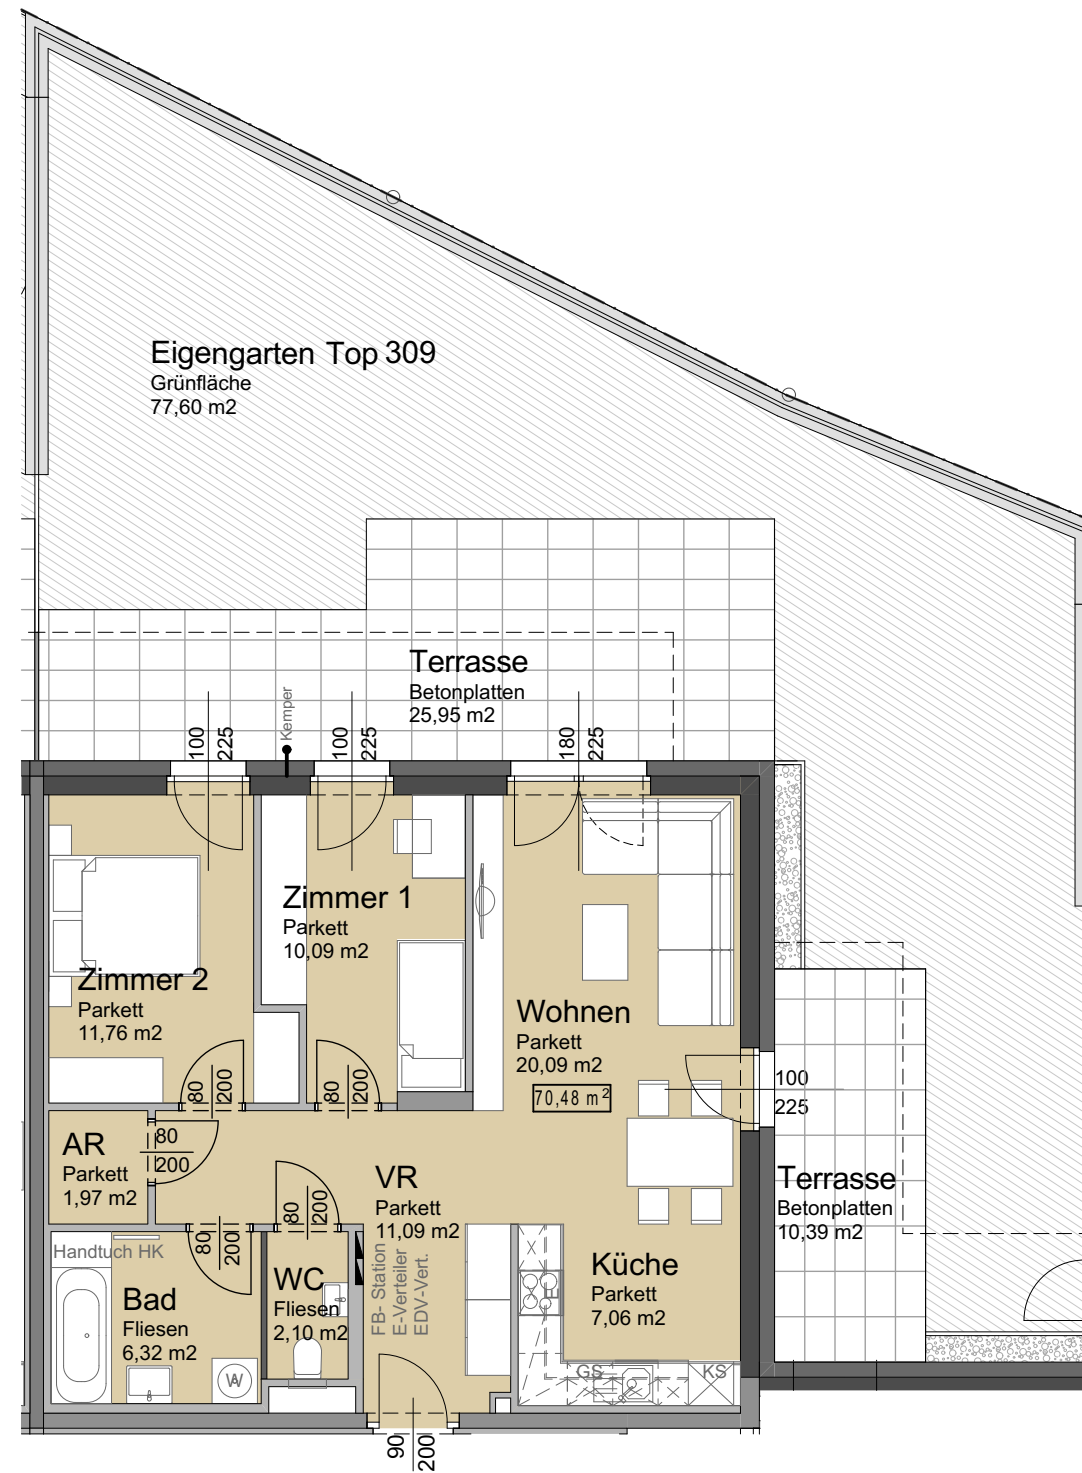 Eigengarten Top 309
Grünfläche
77,60 m2
Terrasse
Betonplatten
25,95 m2
Kemper
100
225
100
225
180
225
Zimmer 1
Parkett
10,09 m2
Zimmer 2
Parkett
11,76 m2
Wohnen
Parkett
20,09 m2
70,48 m²
100
225
80
200
80
200
AR
Parkett
1,97 m2
80
200
VR
Parkett
11,09 m2
Terrasse
Betonplatten
10,39 m2
80
200
80
200
Handtuch HK
Bad
Fliesen
6,32 m2
WC
Fliesen
2,10 m2
FB- Station
E-Verteiler
EDV-Vert.
Küche
Parkett
7,06 m2
E
GS
KS
W
90
200